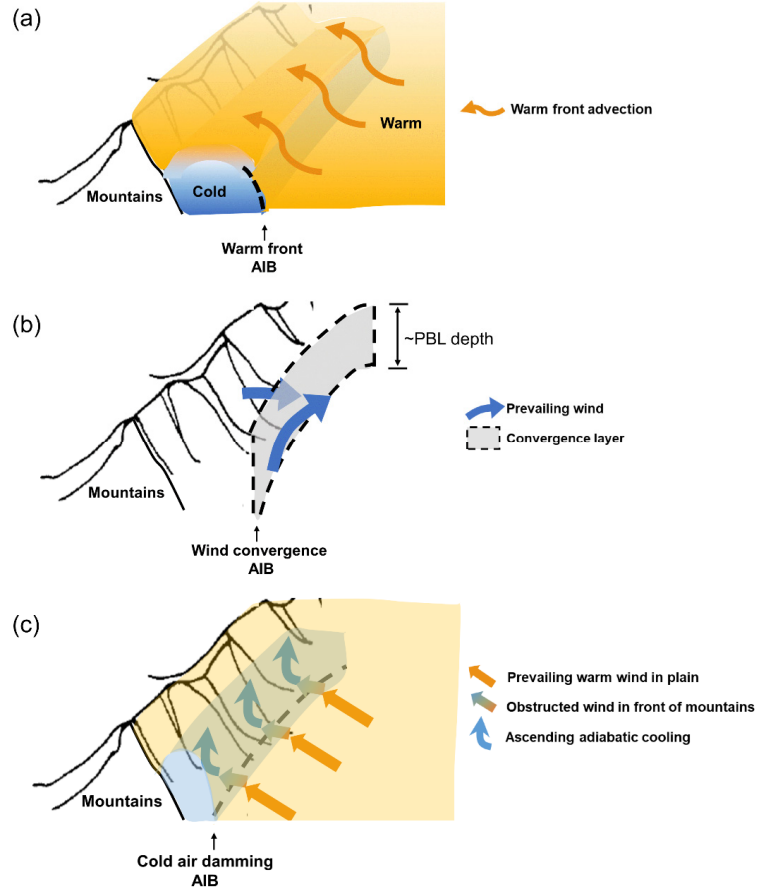 (a)
Warm front advection
Warm
Cold
Mountains
Warm front
AIB
(b)
~PBL depth
Prevailing wind
Convergence layer
Mountains
Wind convergence
AIB
(c)
Prevailing warm wind in plain
Obstructed wind in front of mountains
Ascending adiabatic cooling
Mountains
Cold air damming
AIB